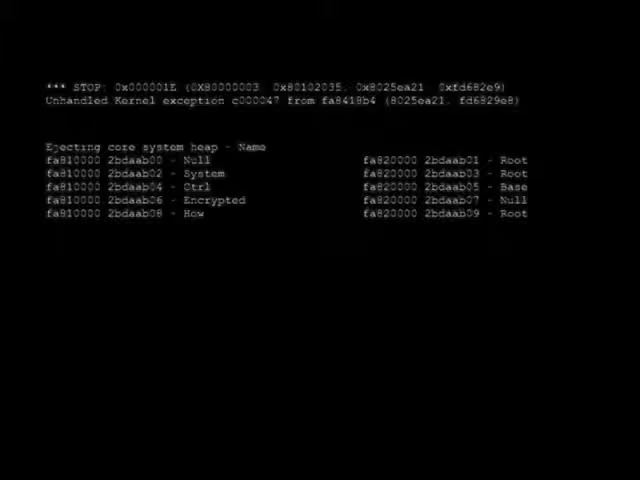 *** STOP: 0x000001E (0X80000003. 0x80102035. 0x8025ea21 0xfd682e9)
Unhandled Kernel exception c000047 from fa8418b4 (8025ea21. fd6829e8)
Ejecting core system heap - Name
fa810000 2bdaab00 - Null fa820000 2bdaab01 - Root
fa810000 2bdaab02 - System fa820000 2bdaab03 - Root
fa810000 2bdaab04 - Ctrl fa820000 2bdaab05 - Base
fa810000 2bdaab06 - Encrypted fa820000 2bdaab07 - Null
fa810000 2bdaab08 - How fa820000 2bdaab09 - Root